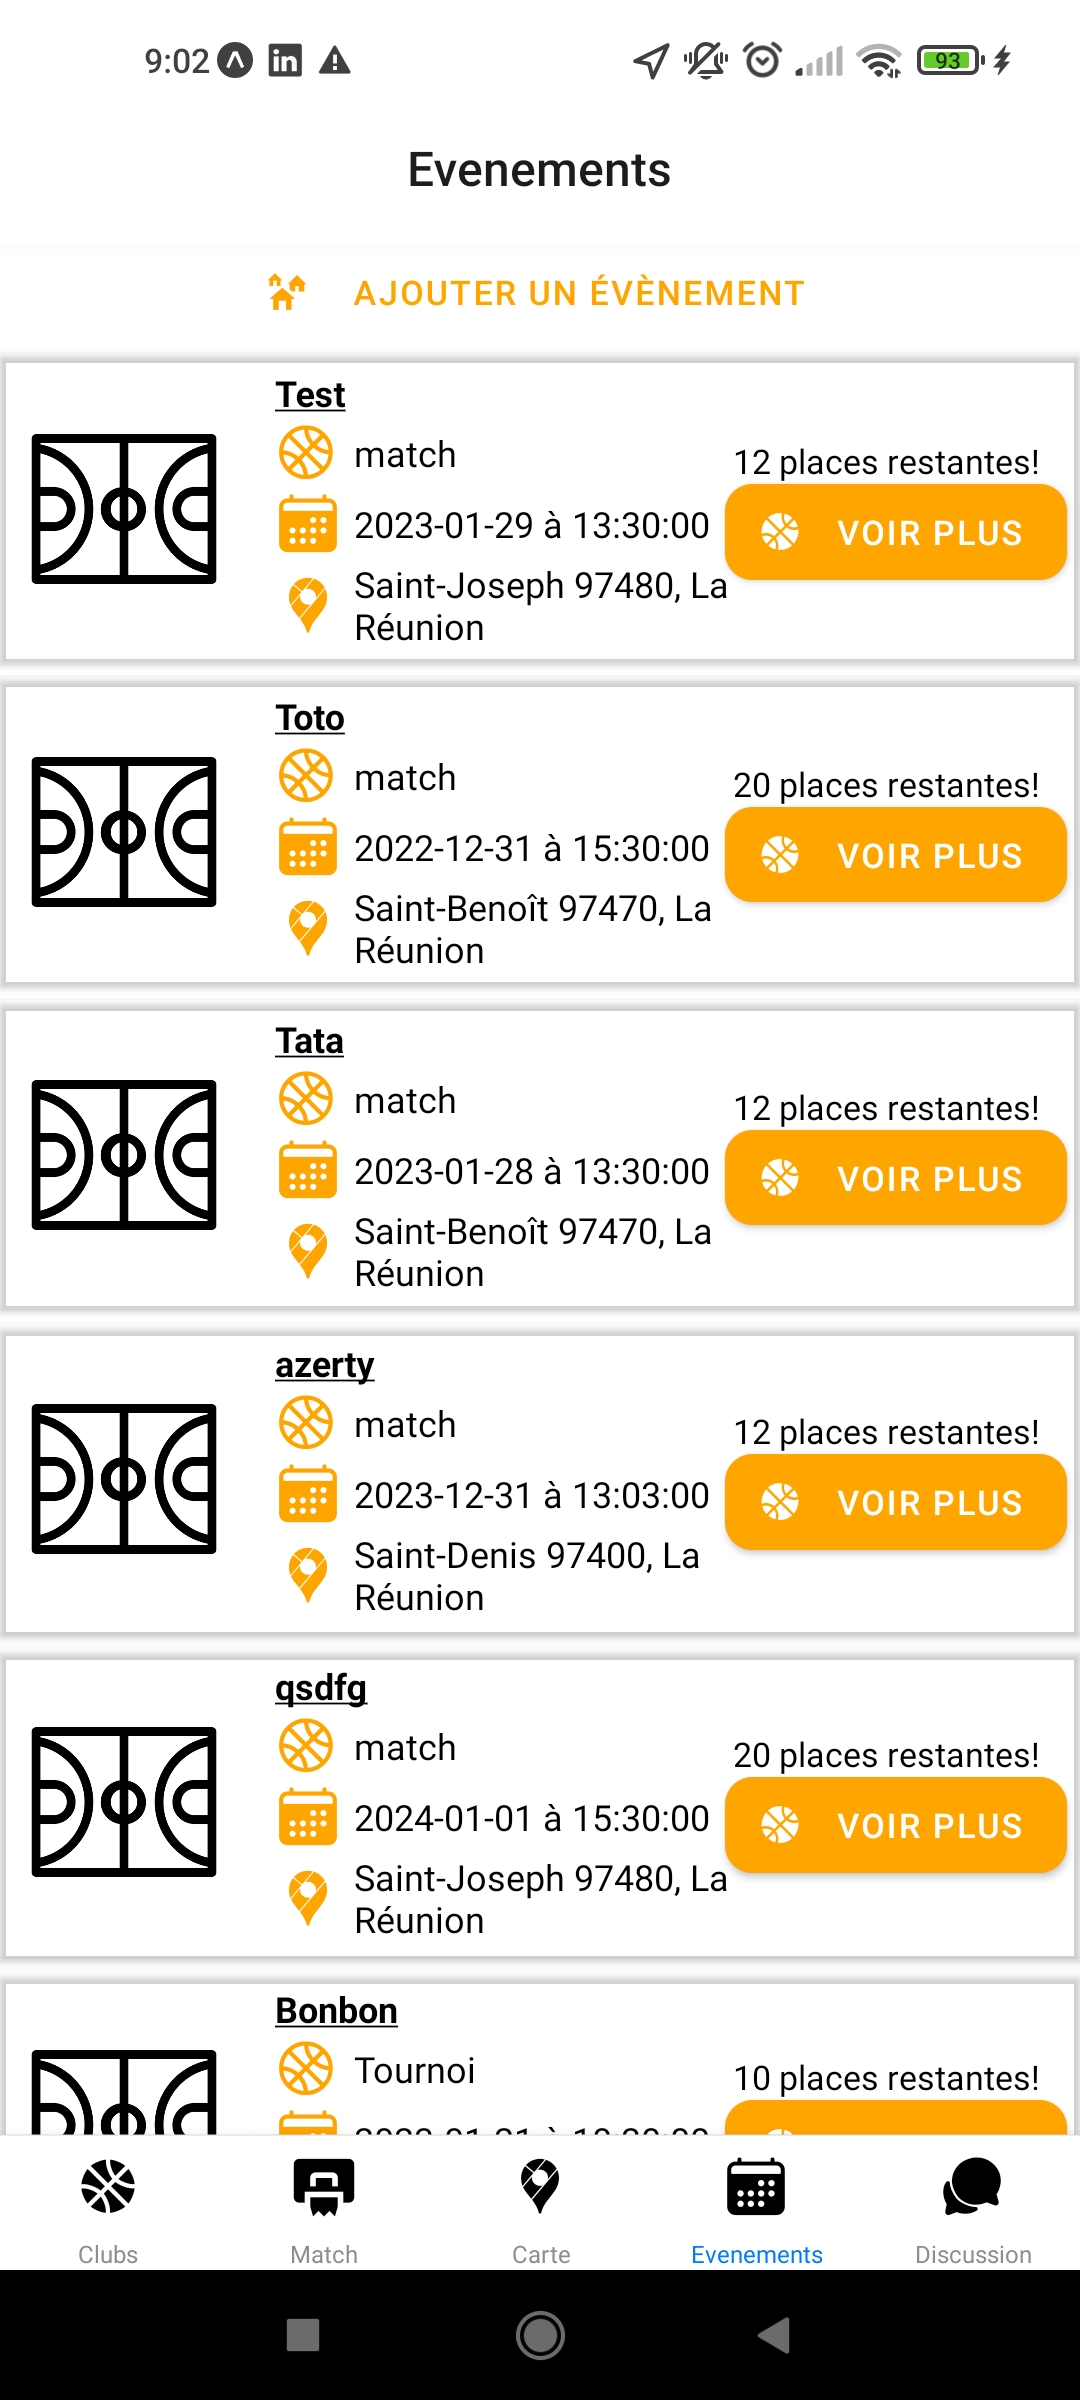 9:02
93
Evenements
AJOUTER UN ÉVÈNEMENT
Test
match
12 places restantes!
2023-01-29 à 13:30:00
VOIR PLUS
Saint-Joseph 97480, La
Réunion
Toto
match
20 places restantes!
2022-12-31 à 15:30:00
VOIR PLUS
Saint-Benoît 97470, La
Réunion
Tata
match
12 places restantes!
2023-01-28 à 13:30:00
VOIR PLUS
Saint-Benoît 97470, La
Réunion
azerty
match
12 places restantes!
2023-12-31 à 13:03:00
VOIR PLUS
Saint-Denis 97400, La
Réunion
qsdfg
match
20 places restantes!
2024-01-01 à 15:30:00
VOIR PLUS
Saint-Joseph 97480, La
Réunion
Bonbon
Tournoi
10 places restantes!
Clubs
Match
Carte
Evenements
Discussion